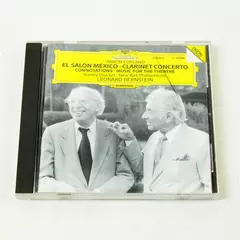 AARON COPLAND
EL SALÓN MÉXICO · CLARINET CONCERTO
CONNOTATIONS · MUSIC FOR THE THEATRE
Stanley Drucker · New York Philharmonic
LEONARD BERNSTEIN